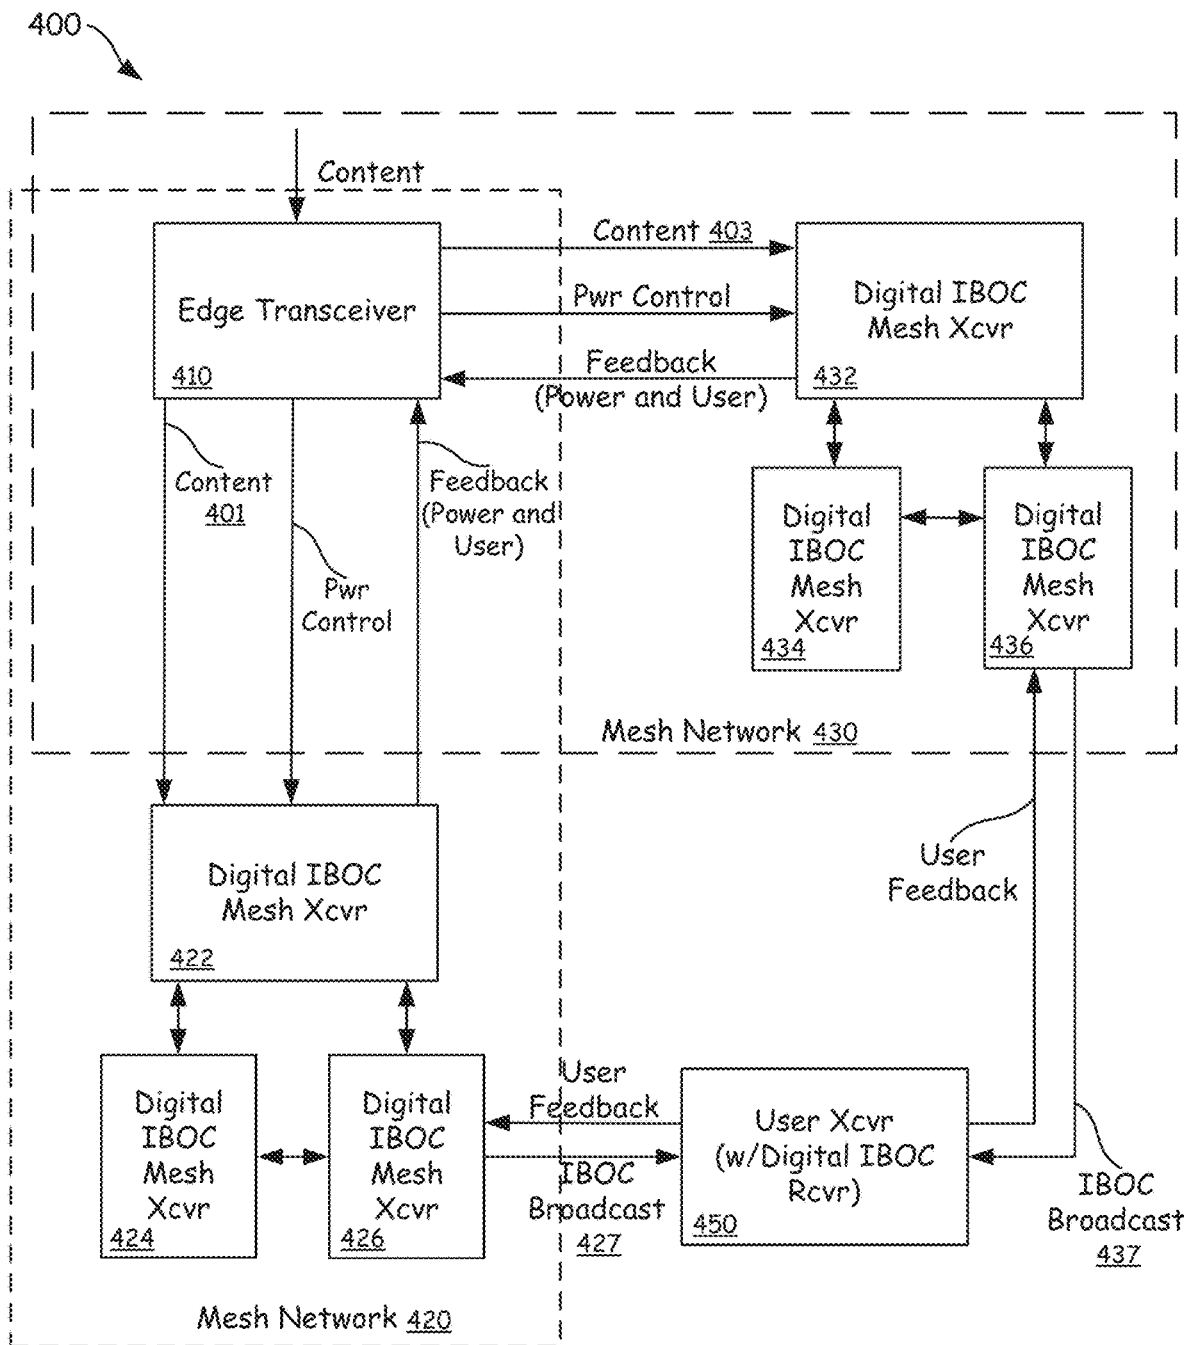 400
Content
Content 403
Edge Transceiver
410
Pwr Control
Feedback
(Power and User)
Digital IBOC
Mesh Xcvr
432
Content
401
Pwr
Control
Feedback
(Power and
User)
Digital
IBOC
Mesh
Xcvr
434
Digital
IBOC
Mesh
Xcvr
436
Mesh Network 430
Digital IBOC
Mesh Xcvr
422
User
Feedback
Digital
IBOC
Mesh
Xcvr
424
Digital
IBOC
Mesh
Xcvr
426
User
Feedback
IBOC
Broadcast
427
User Xcvr
(w/Digital IBOC
Rcvr)
450
IBOC
Broadcast
437
Mesh Network 420